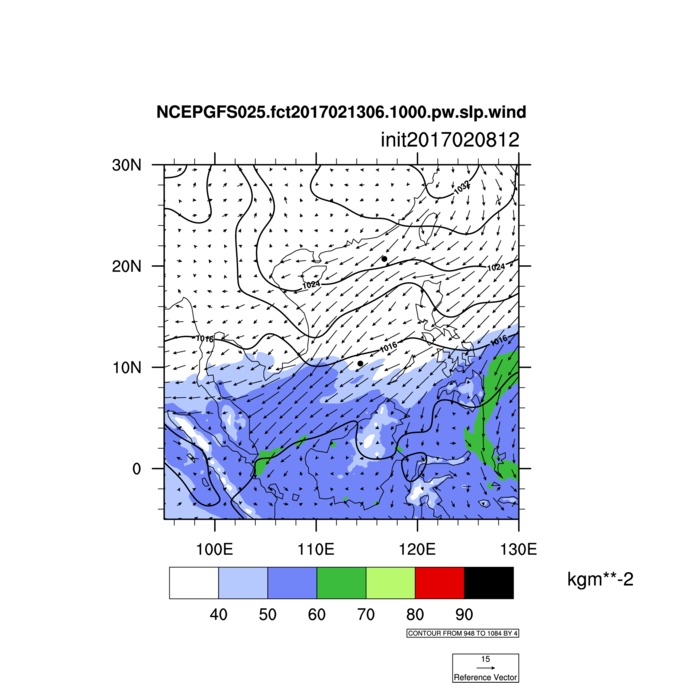 NCEPGFS025.fct2017021306.1000.pw.slp.wind
init2017020812
30N
20N
10N
0
1032
1024
1024
1016
1016
1016
100E 110E 120E 130E
40 50 60 70 80 90
kgm**-2
CONTOUR FROM 948 TO 1084 BY 4
15
Reference Vector